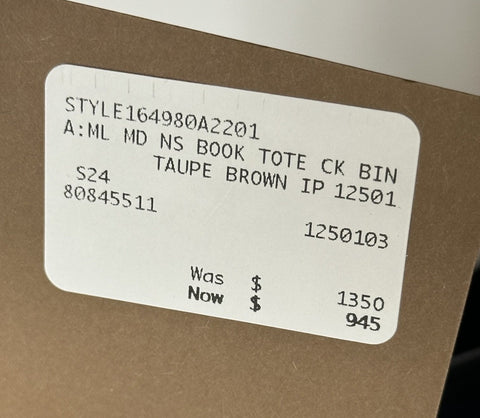 STYLE164980A2201
A:ML MD NS BOOK TOTE CK BIN
TAUPE BROWN IP 12501
S24
80845511
1250103
Was $ 1350
Now $ 945